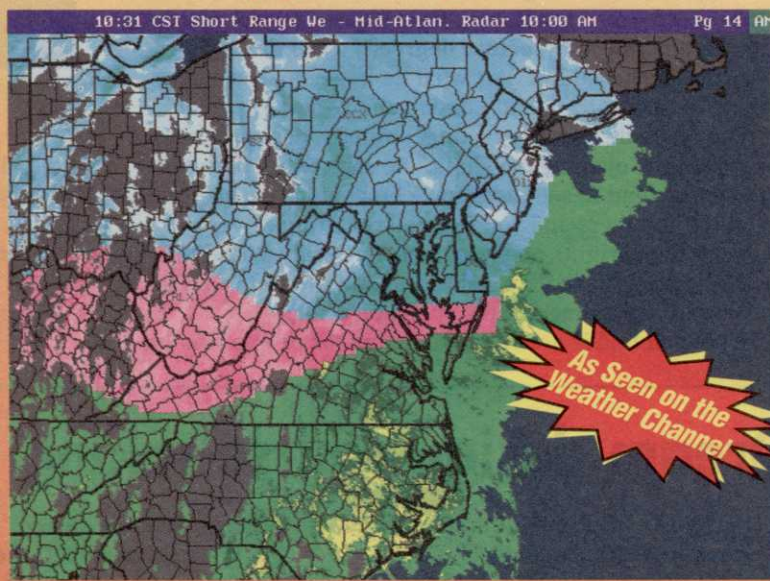 10:31 CST Short Range We - Mid-Atlan. Radar 10:00 AM Pg 14 AM
As Seen on the
Weather Channel